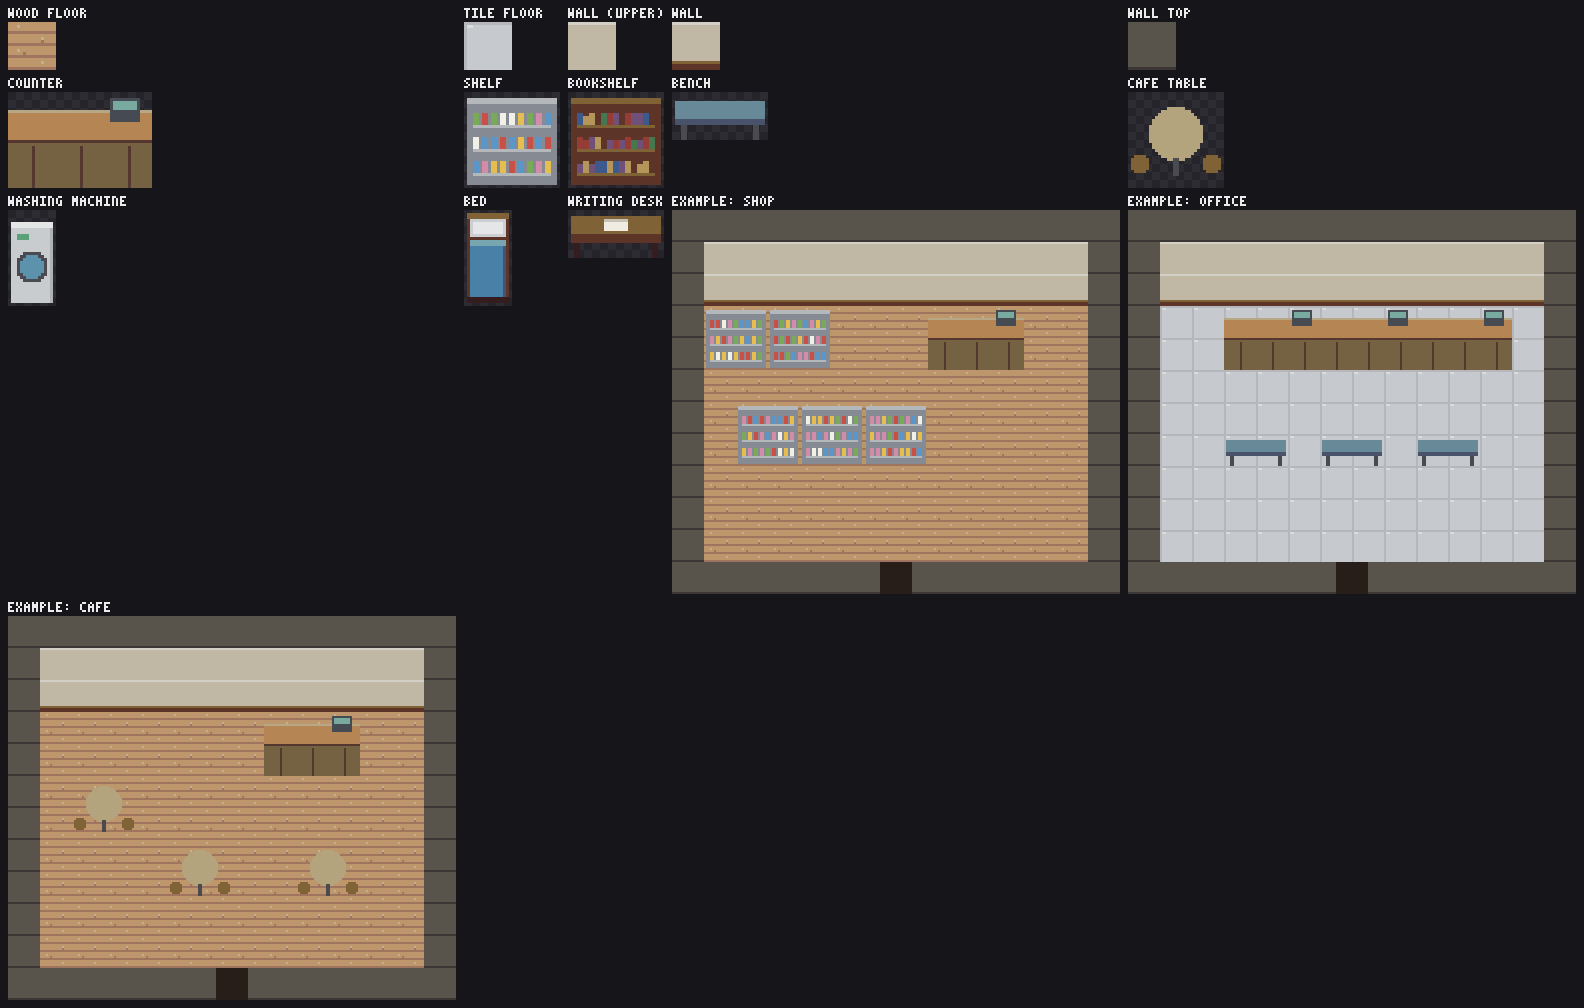 WOOD FLOOR
TILE FLOOR
WALL (UPPER)
WALL
WALL TOP
COUNTER
SHELF
BOOKSHELF
BENCH
CAFE TABLE
WASHING MACHINE
BED
WRITING DESK
EXAMPLE: SHOP
EXAMPLE: OFFICE
EXAMPLE: CAFE